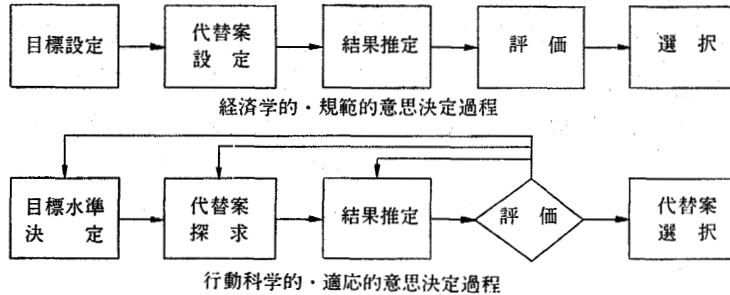 目標設定
代替案
設定
結果推定
評価
選択
経済学的・規範的意思決定過程
目標水準
決定
代替案
探求
結果推定
評価
代替案
選択
行動科学的・適応的意思決定過程